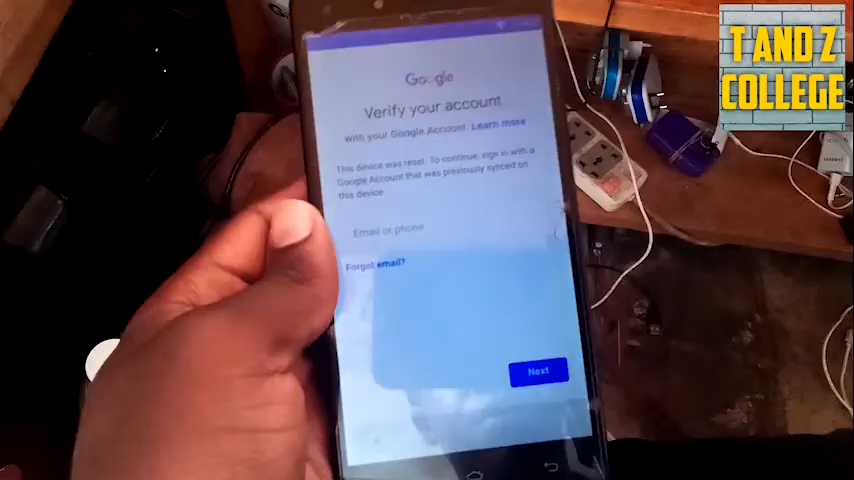 T AND Z
COLLEGE
Google
Verify your account
with your Google Account. Learn more
This device was reset. To continue, sign in with a
Google Account that was previously synced on
this device
Email or phone
Forgot email?
Next